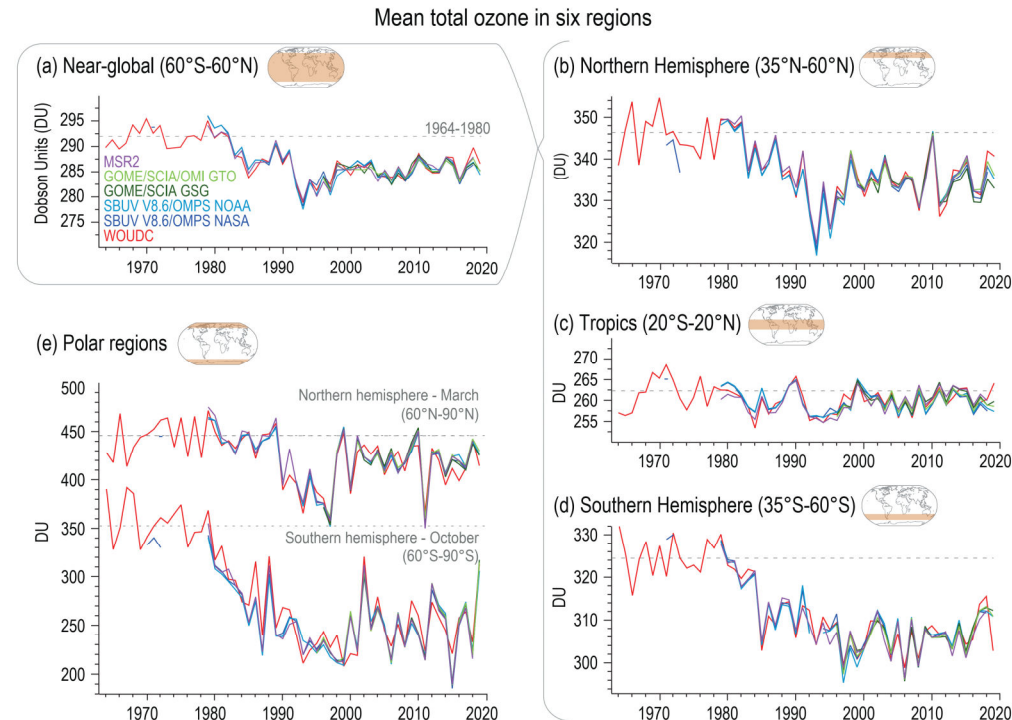 Mean total ozone in six regions
(a) Near-global (60°S-60°N)
Dobson Units (DU)
295
290
285
280
275
1964-1980
MSR2
GOME/SCIA/OMI GTO
GOME/SCIA GSG
SBUV V8.6/OMPS NOAA
SBUV V8.6/OMPS NASA
WOUDC
1970 1980 1990 2000 2010 2020
(b) Northern Hemisphere (35°N-60°N)
(DU)
350
340
330
320
1970 1980 1990 2000 2010 2020
(c) Tropics (20°S-20°N)
DU
270
265
260
255
1970 1980 1990 2000 2010 2020
(d) Southern Hemisphere (35°S-60°S)
DU
330
320
310
300
1970 1980 1990 2000 2010 2020
(e) Polar regions
DU
500
450
400
350
300
250
200
Northern hemisphere - March
(60°N-90°N)
Southern hemisphere - October
(60°S-90°S)
1970 1980 1990 2000 2010 2020